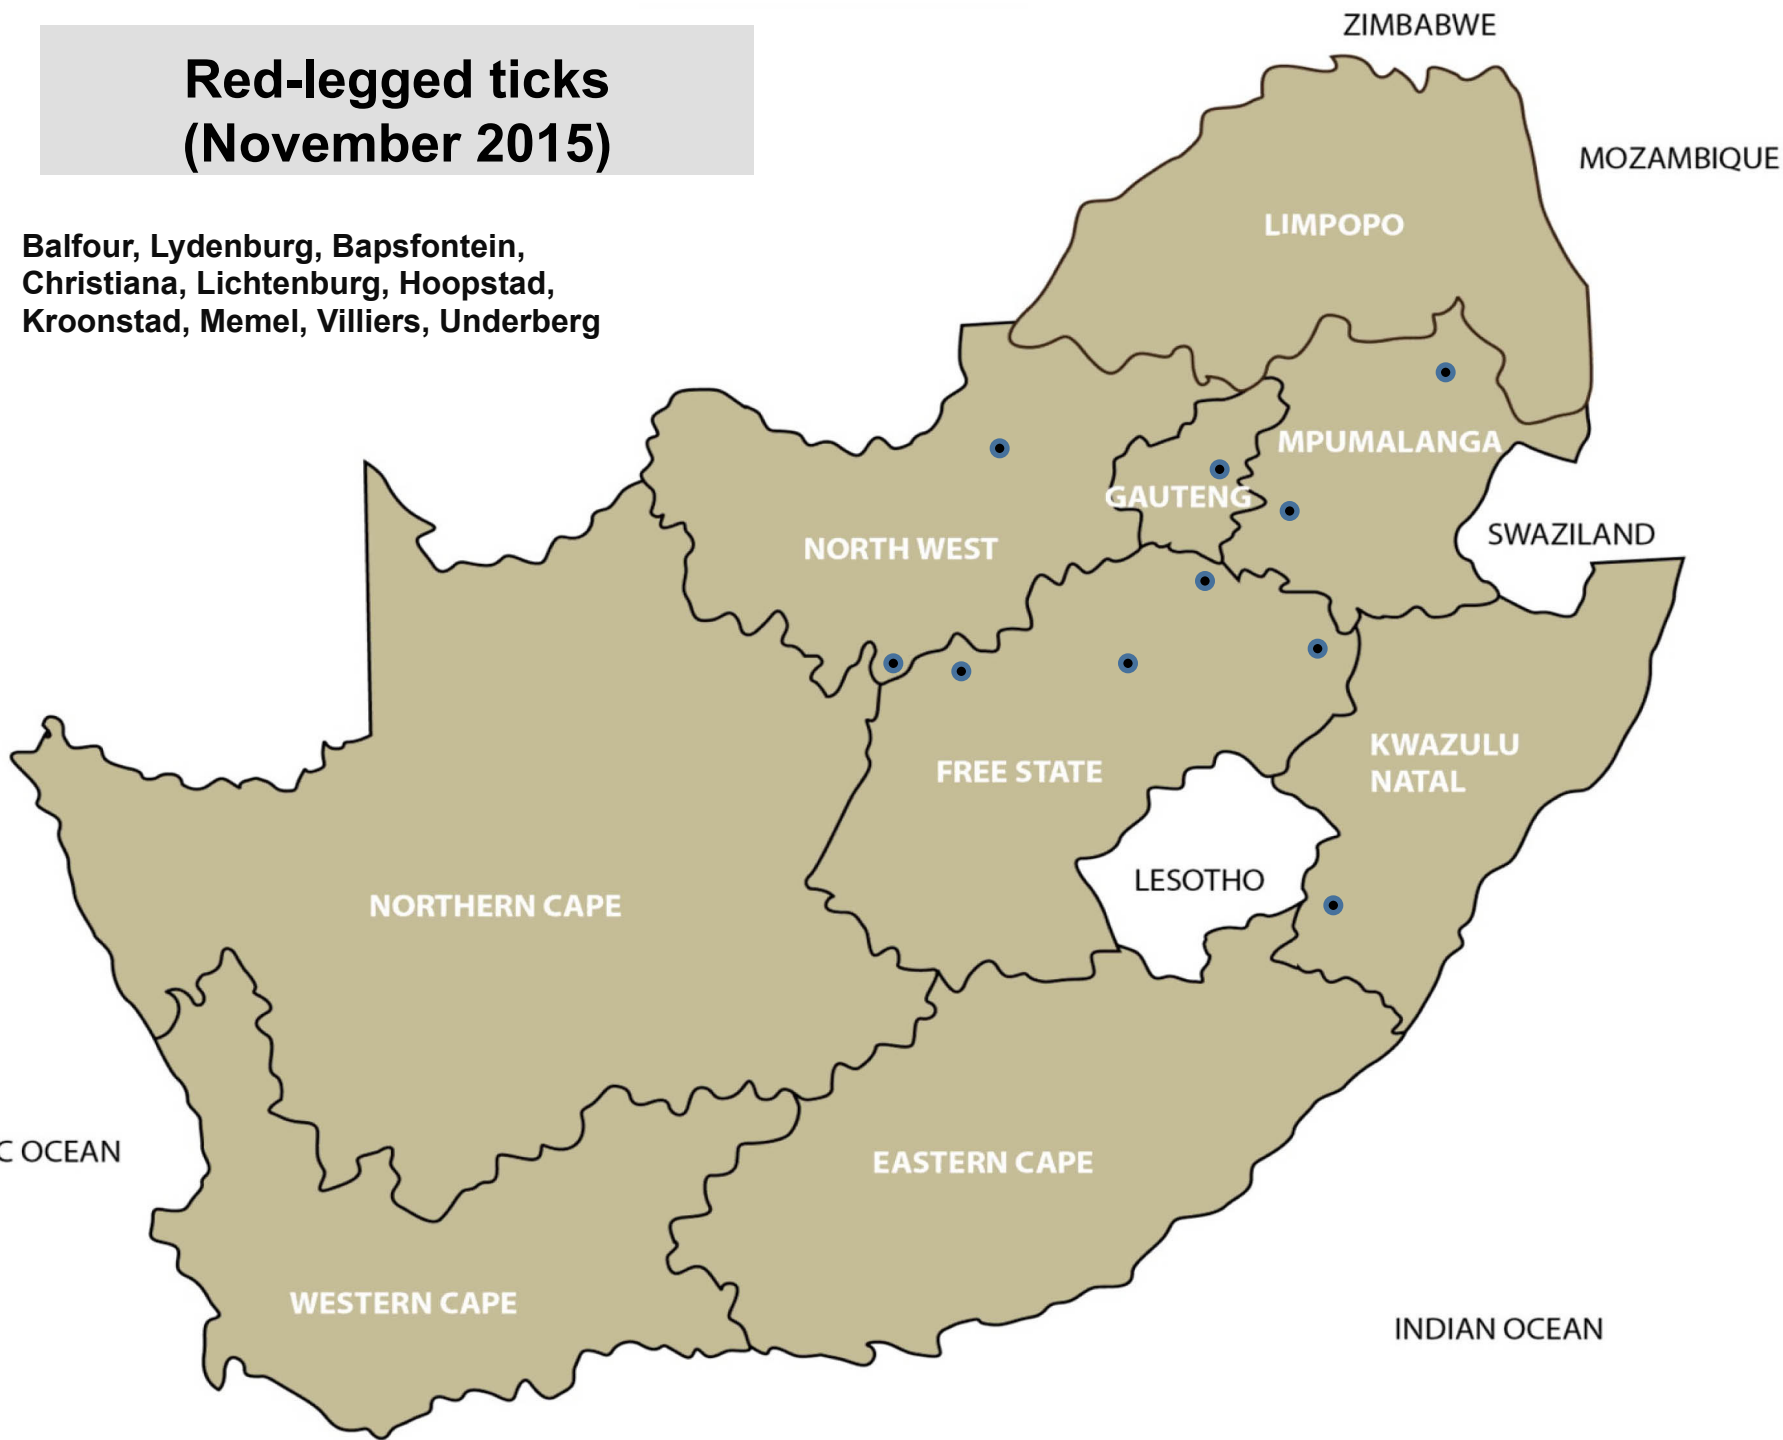 Red-legged ticks
(November 2015)
Balfour, Lydenburg, Bapsfontein,
Christiana, Lichtenburg, Hoopstad,
Kroonstad, Memel, Villiers, Underberg
ZIMBABWE
MOZAMBIQUE
LIMPOPO
MPUMALANGA
GAUTENG
SWAZILAND
NORTH WEST
KWAZULU
NATAL
FREE STATE
LESOTHO
NORTHERN CAPE
C OCEAN
EASTERN CAPE
WESTERN CAPE
INDIAN OCEAN